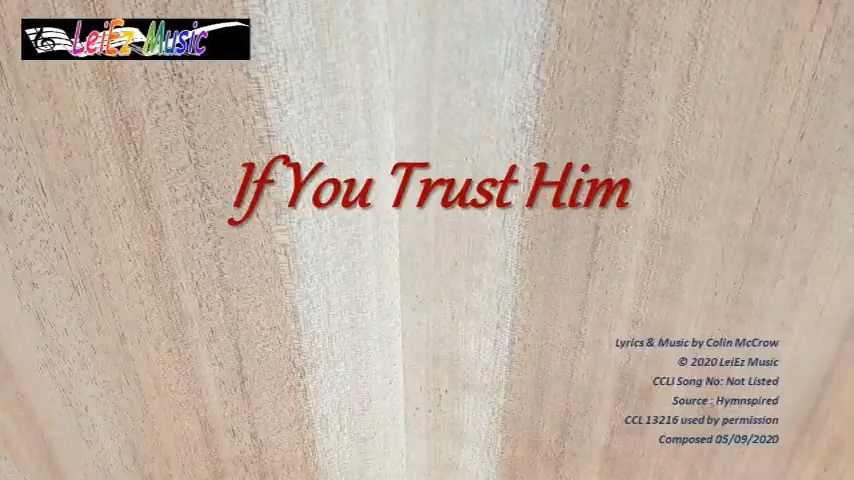 LeiEz Music
If You Trust Him
Lyrics & Music by Colin McCrow
© 2020 LeiEz Music
CCLI Song No: Not Listed
Source : Hymnspired
CCL 13216 used by permission
Composed 05/09/2020